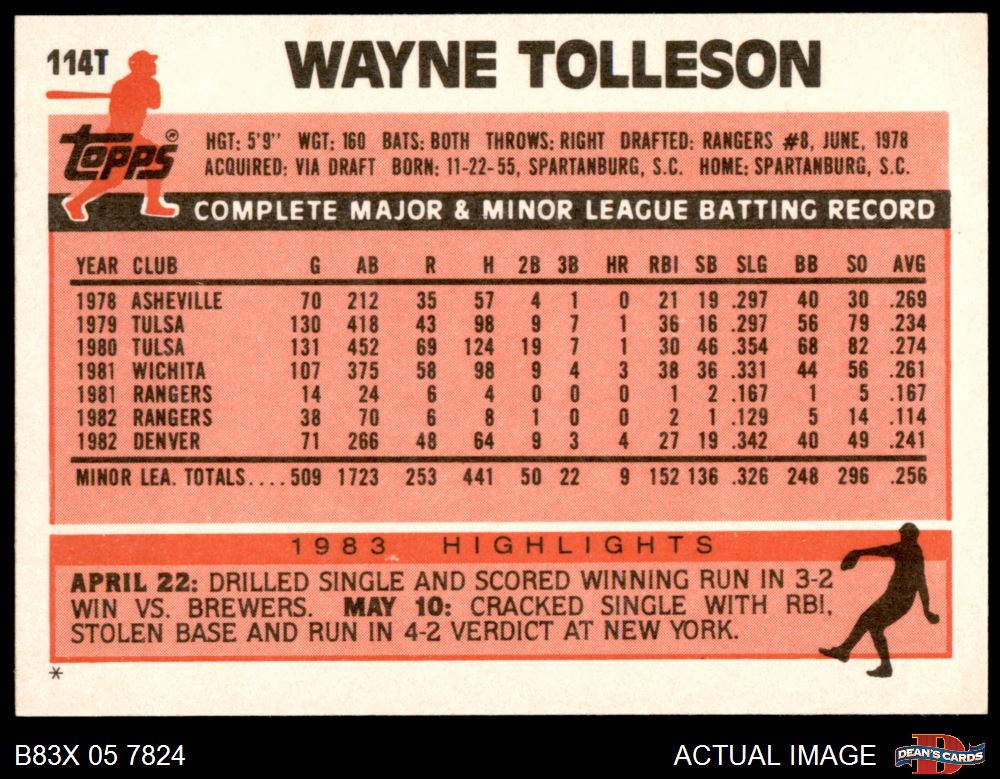 114T
WAYNE TOLLESON
topps®
HGT: 5'9" WGT: 160 BATS: BOTH THROWS: RIGHT DRAFTED: RANGERS #8, JUNE, 1978
ACQUIRED: VIA DRAFT BORN: 11-22-55, SPARTANBURG, S.C. HOME: SPARTANBURG, S.C.
COMPLETE MAJOR & MINOR LEAGUE BATTING RECORD
YEAR CLUB G AB R H 2B 3B HR RBI SB SLG BB SO AVG
1978 ASHEVILLE 70 212 35 57 4 1 0 21 19 .297 40 30 .269
1979 TULSA 130 418 43 98 9 7 1 36 16 .297 56 79 .234
1980 TULSA 131 452 69 124 19 7 1 30 46 .354 68 82 .274
1981 WICHITA 107 375 58 98 9 4 3 38 36 .331 44 56 .261
1981 RANGERS 14 24 6 4 0 0 0 1 2 .167 1 5 .167
1982 RANGERS 38 70 6 8 1 0 0 2 1 .129 5 14 .114
1982 DENVER 71 266 48 64 9 3 4 27 19 .342 40 49 .241
MINOR LEA. TOTALS....509 1723 253 441 50 22 9 152 136 .326 248 296 .256
1983 HIGHLIGHTS
APRIL 22: DRILLED SINGLE AND SCORED WINNING RUN IN 3-2
WIN VS. BREWERS. MAY 10: CRACKED SINGLE WITH RBI,
STOLEN BASE AND RUN IN 4-2 VERDICT AT NEW YORK.
*
B83X 05 7824
ACTUAL IMAGE
DEAN'S CARDS